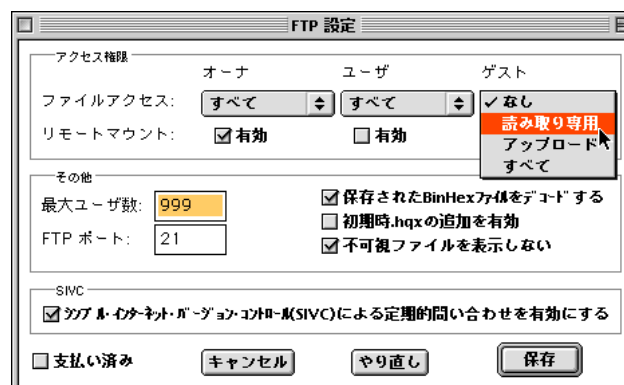 FTP 設定
アクセス権限
オーナ ユーザ ゲスト
ファイルアクセス: すべて すべて ✓なし
読み取り専用
リモートマウント: 有効 有効 アップロード
すべて
その他
最大ユーザ数: 999 保存されたBinHexファイルをデコードする
初期時.hqxの追加を有効
FTP ポート: 21 不可視ファイルを表示しない
SIVC
シンプル・インターネット・バージョン・コントロール(SIVC)による定期的問い合わせを有効にする
支払い済み キャンセル やり直し 保存